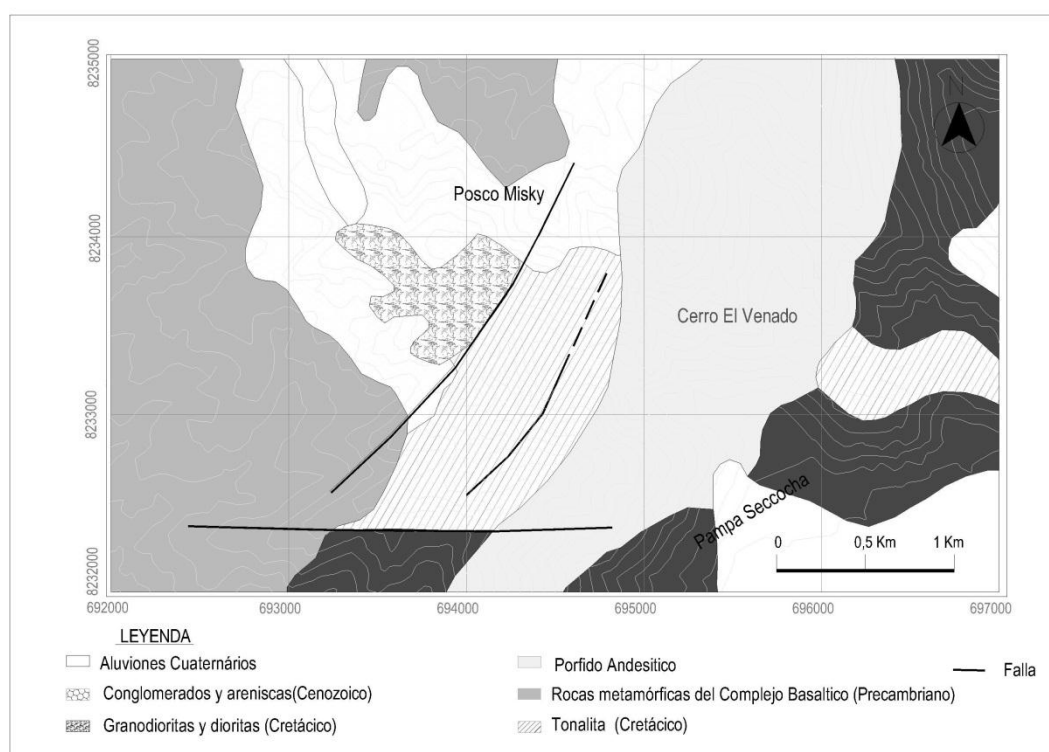 8235000
8234000
8233000
8232000
N
Posco Misky
Cerro El Venado
Pampa Seccocha
0 0,5 Km 1 Km
692000 693000 694000 695000 696000 697000
LEYENDA
Aluviones Cuaternários
Conglomerados y areniscas(Cenozoico)
Granodioritas y dioritas (Cretácico)
Porfido Andesitico
Rocas metamórficas del Complejo Basaltico (Precambriano)
Tonalita (Cretácico)
Falla